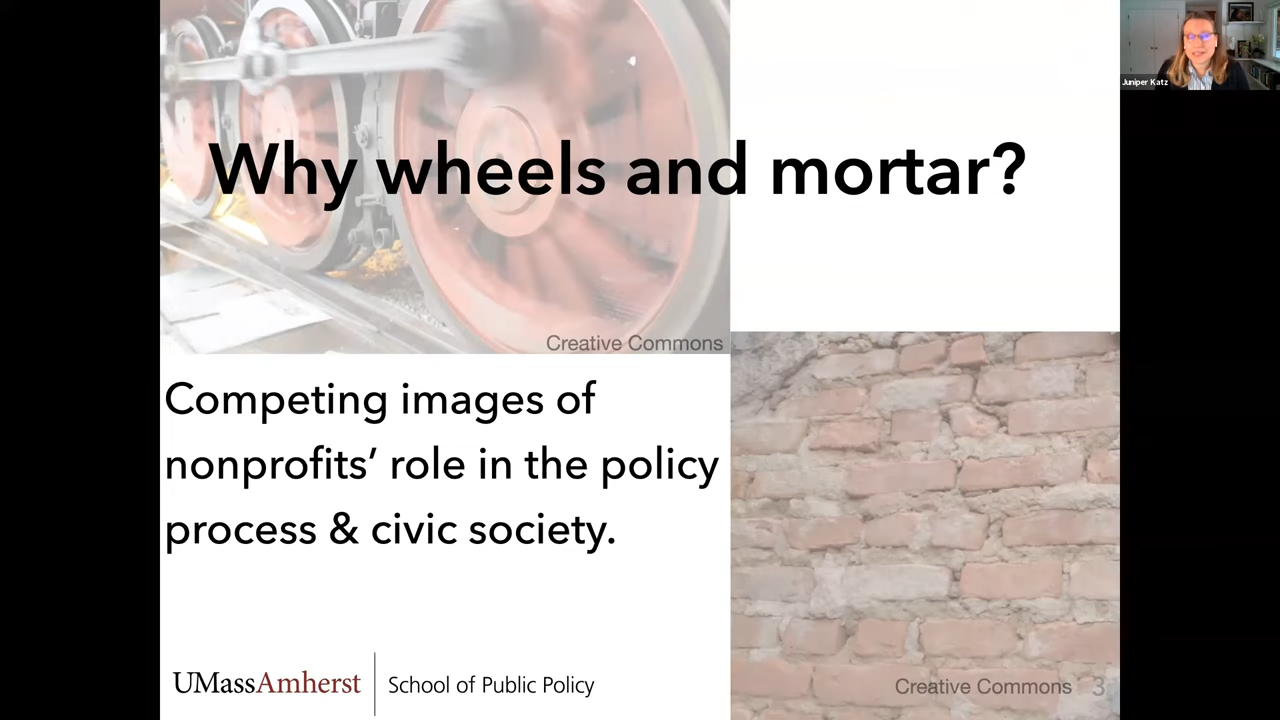 Why wheels and mortar?
Juniper Katz
Creative Commons
Competing images of
nonprofits’ role in the policy
process & civic society.
UMassAmherst
School of Public Policy
Creative Commons
3